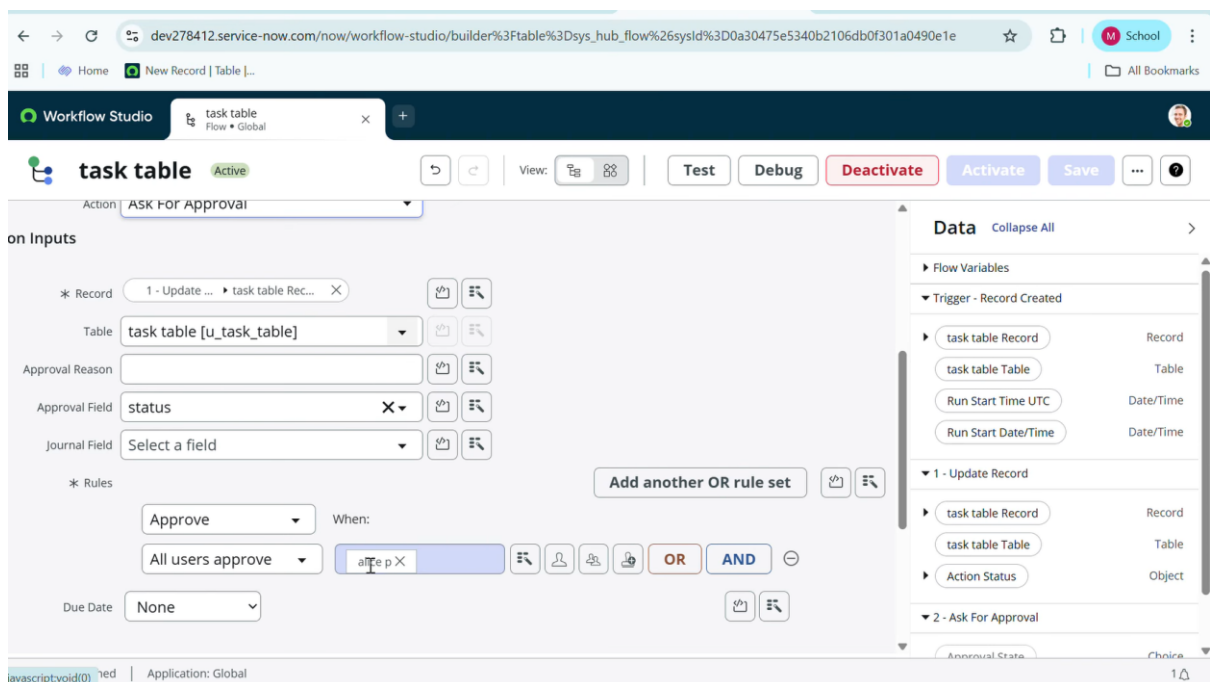 dev278412.service-now.com/now/workflow-studio/builder%3Ftable%3Dsys_hub_flow%26sysId%3D0a30475e5340b2106db0f301a0490e1e
M School
Home
New Record | Table |...
All Bookmarks
Workflow Studio
task table
Flow • Global
task table
Active
View:
Test
Debug
Deactivate
Activate
Save
Action
Ask For Approval
on Inputs
* Record
1 - Update ... ▸ task table Rec...
Table
task table [u_task_table]
Approval Reason
Approval Field
status
Journal Field
Select a field
* Rules
Add another OR rule set
Approve
When:
All users approve
alice p
OR
AND
Due Date
None
Data
Collapse All
Flow Variables
Trigger - Record Created
task table Record
Record
task table Table
Table
Run Start Time UTC
Date/Time
Run Start Date/Time
Date/Time
1 - Update Record
task table Record
Record
task table Table
Table
Action Status
Object
2 - Ask For Approval
Approval State
Choice
javascript:void(0)
hed
Application: Global
1